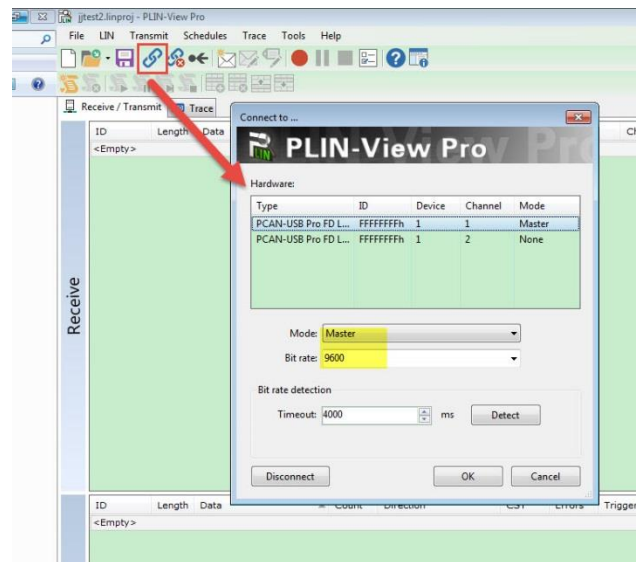 jjtest2.linproj - PLIN-View Pro
File LIN Transmit Schedules Trace Tools Help
Receive / Transmit Trace
ID Length Data
<Empty>
Receive
Connect to ...
PLIN-View Pro
Hardware:
Type ID Device Channel Mode
PCAN-USB Pro FD L... FFFFFFFFh 1 1 Master
PCAN-USB Pro FD L... FFFFFFFFh 1 2 None
Mode: Master
Bit rate: 9600
Bit rate detection
Timeout: 4000 ms Detect
Disconnect OK Cancel
ID Length Data Count Direction CST Errors Trigger
<Empty>